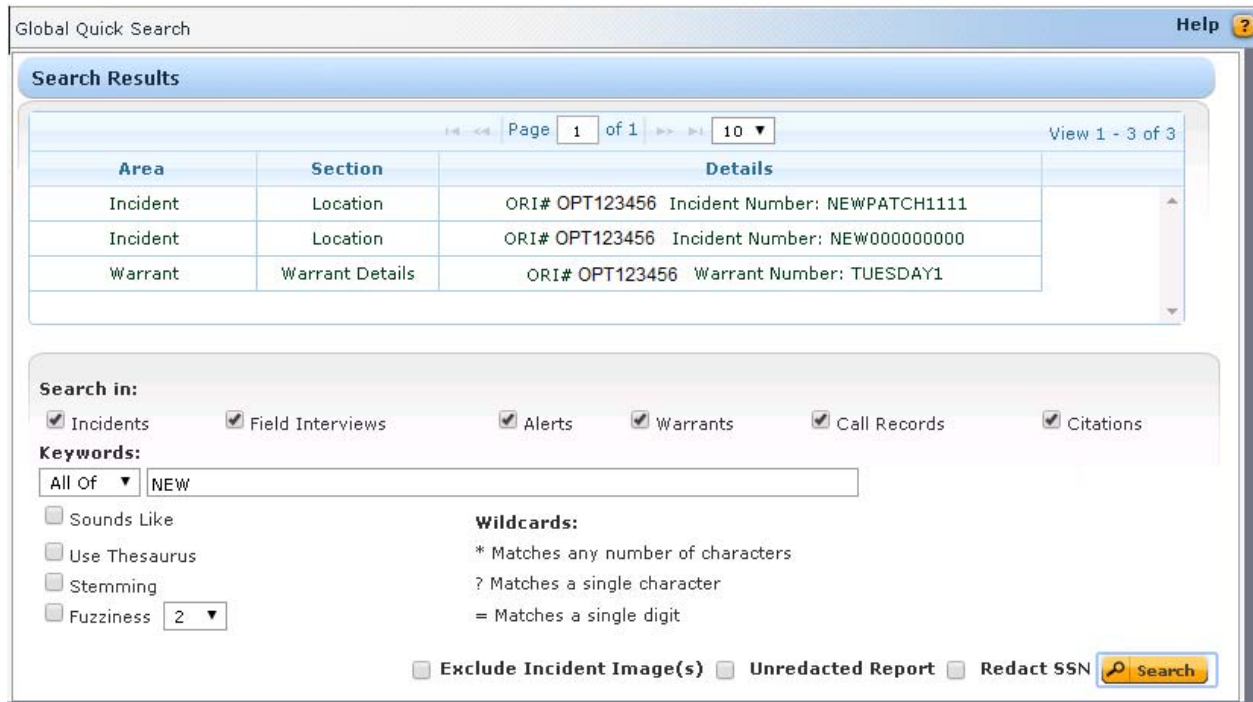 Global Quick Search Help ?
Search Results
Page 1 of 1 10 View 1 - 3 of 3
Area Section Details
Incident Location ORI# OPT123456 Incident Number: NEWPATCH1111
Incident Location ORI# OPT123456 Incident Number: NEW000000000
Warrant Warrant Details ORI# OPT123456 Warrant Number: TUESDAY1
Search in:
Incidents Field Interviews Alerts Warrants Call Records Citations
Keywords:
All Of NEW
Sounds Like Wildcards:
Use Thesaurus * Matches any number of characters
Stemming ? Matches a single character
Fuzziness 2 = Matches a single digit
Exclude Incident Image(s) Unredacted Report Redact SSN Search